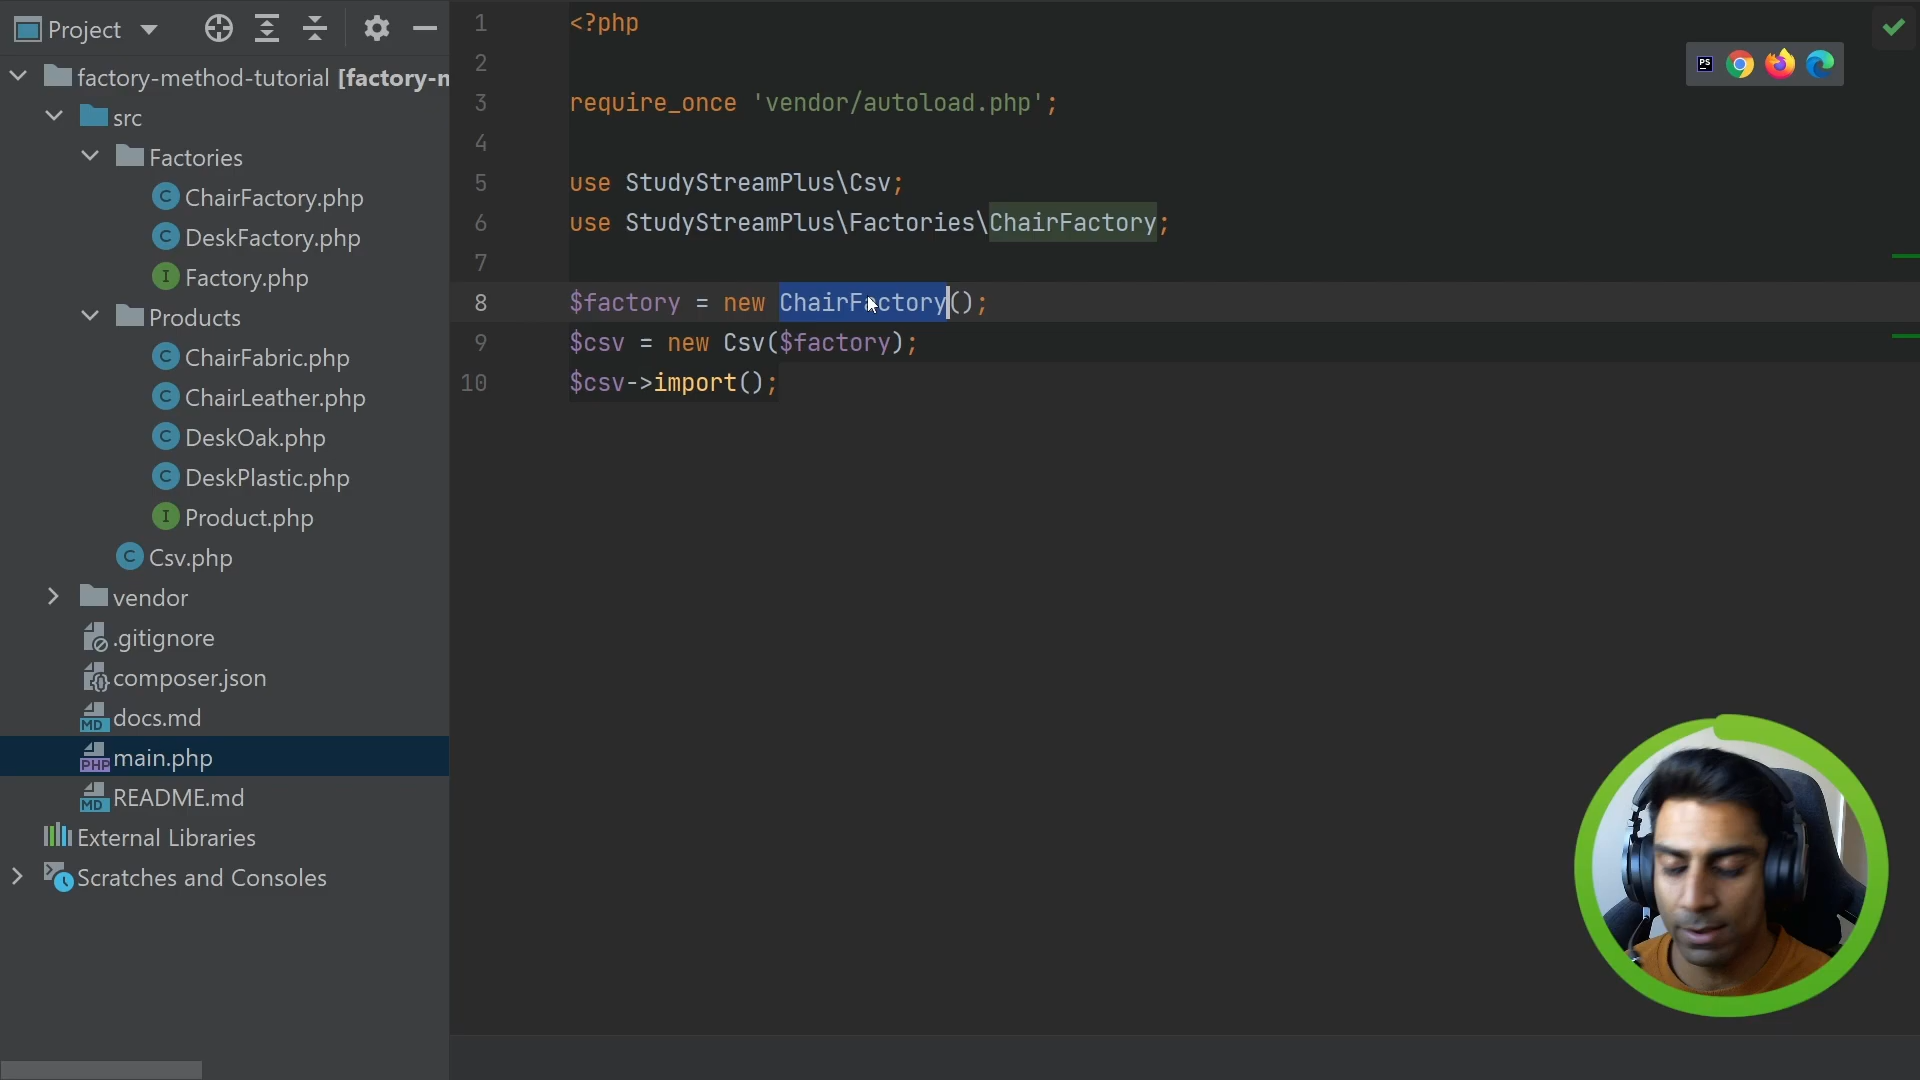 Project
factory-method-tutorial [factory-m
src
Factories
ChairFactory.php
DeskFactory.php
Factory.php
Products
ChairFabric.php
ChairLeather.php
DeskOak.php
DeskPlastic.php
Product.php
Csv.php
vendor
.gitignore
composer.json
docs.md
main.php
README.md
External Libraries
Scratches and Consoles
1 <?php
2
3 require_once 'vendor/autoload.php';
4
5 use StudyStreamPlus\Csv;
6 use StudyStreamPlus\Factories\ChairFactory;
7
8 $factory = new ChairFactory();
9 $csv = new Csv($factory);
10 $csv->import();
PS